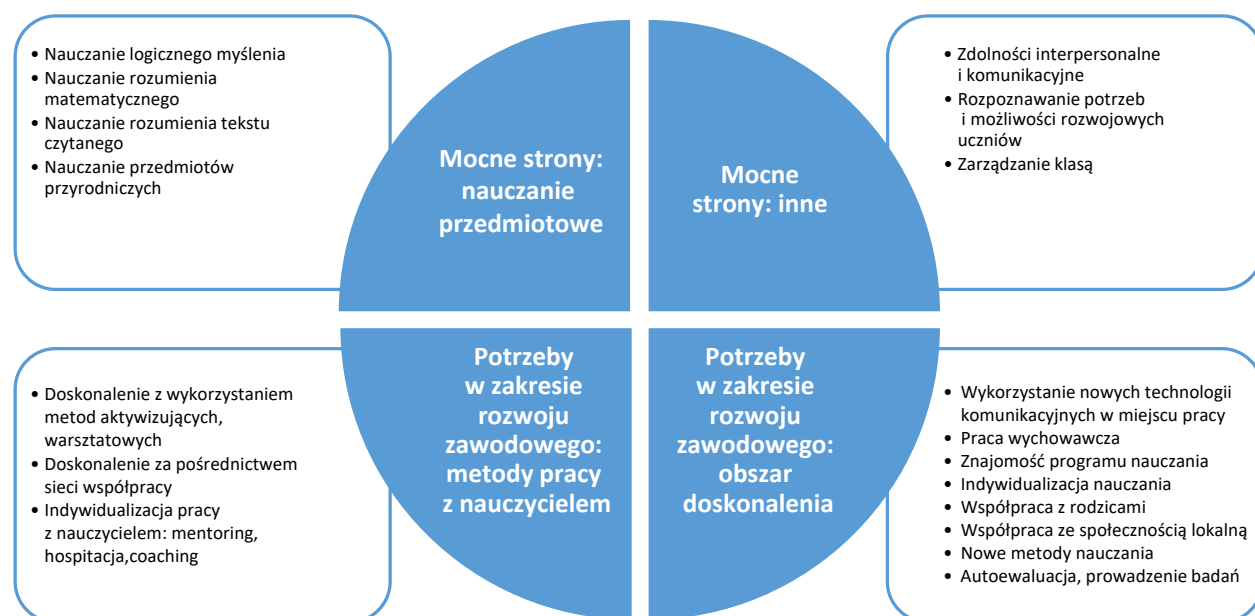 • Nauczanie logicznego myślenia
• Nauczanie rozumienia
matematycznego
• Nauczanie rozumienia tekstu
czytanego
• Nauczanie przedmiotów
przyrodniczych
Mocne strony:
nauczanie
przedmiotowe
Mocne
strony: inne
• Zdolności interpersonalne
i komunikacyjne
• Rozpoznawanie potrzeb
i możliwości rozwojowych
uczniów
• Zarządzanie klasą
• Doskonalenie z wykorzystaniem
metod aktywizujących,
warsztatowych
• Doskonalenie za pośrednictwem
sieci współpracy
• Indywidualizacja pracy
z nauczycielem: mentoring,
hospitacja,coaching
Potrzeby
w zakresie
rozwoju
zawodowego:
metody pracy
z nauczycielem
Potrzeby
w zakresie
rozwoju
zawodowego:
obszar
doskonalenia
• Wykorzystanie nowych technologii
komunikacyjnych w miejscu pracy
• Praca wychowawcza
• Znajomość programu nauczania
• Indywidualizacja nauczania
• Współpraca z rodzicami
• Współpraca ze społecznością lokalną
• Nowe metody nauczania
• Autoewaluacja, prowadzenie badań